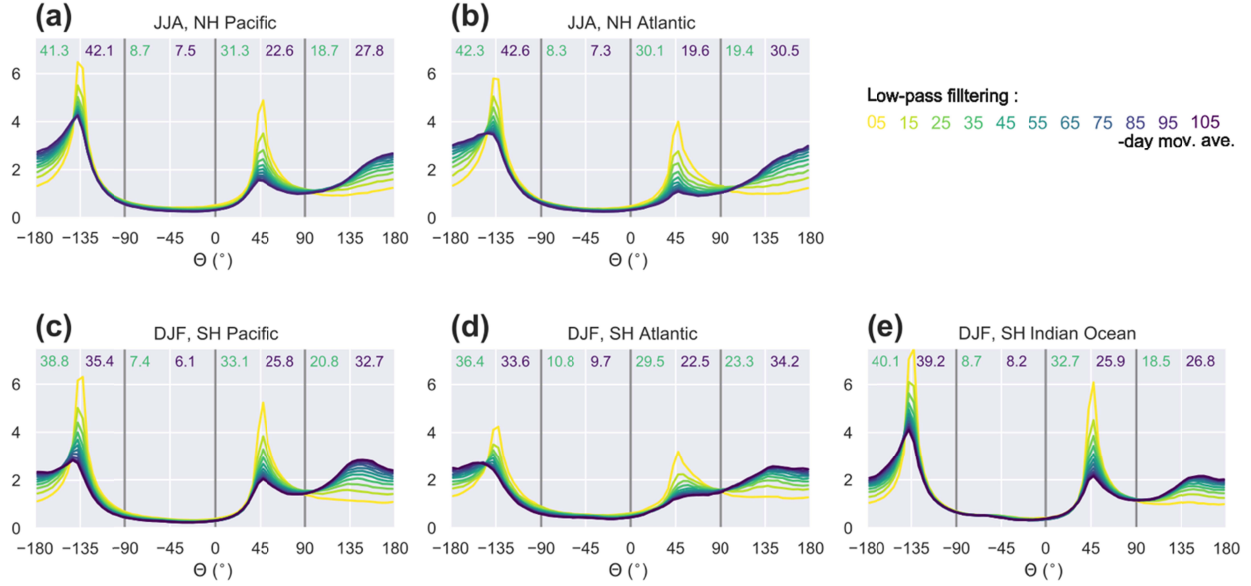 (a) JJA, NH Pacific
41.3 42.1 8.7 7.5 31.3 22.6 18.7 27.8
6
4
2
0
−180 −135 −90 −45 0 45 90 135 180
Θ (°)
(b) JJA, NH Atlantic
42.3 42.6 8.3 7.3 30.1 19.6 19.4 30.5
6
4
2
0
−180 −135 −90 −45 0 45 90 135 180
Θ (°)
Low-pass filltering :
05 15 25 35 45 55 65 75 85 95 105
-day mov. ave.
(c) DJF, SH Pacific
38.8 35.4 7.4 6.1 33.1 25.8 20.8 32.7
6
4
2
0
−180 −135 −90 −45 0 45 90 135 180
Θ (°)
(d) DJF, SH Atlantic
36.4 33.6 10.8 9.7 29.5 22.5 23.3 34.2
6
4
2
0
−180 −135 −90 −45 0 45 90 135 180
Θ (°)
(e) DJF, SH Indian Ocean
40.1 39.2 8.7 8.2 32.7 25.9 18.5 26.8
6
4
2
0
−180 −135 −90 −45 0 45 90 135 180
Θ (°)